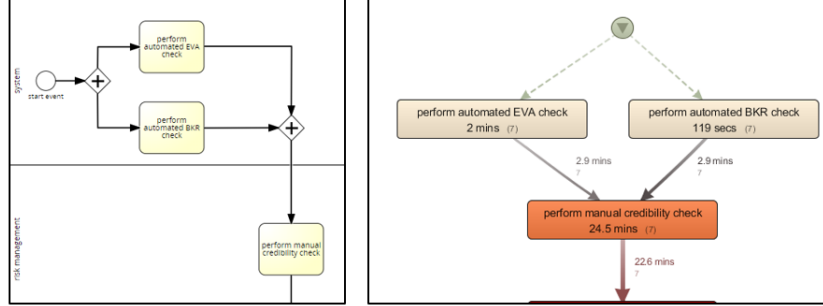 system
start event
perform
automated EVA
check
perform
automated BKR
check
risk management
perform manual
credibility check
perform automated EVA check
2 mins (7)
perform automated BKR check
119 secs (7)
2.9 mins
7
2.9 mins
7
perform manual credibility check
24.5 mins (7)
22.6 mins
7